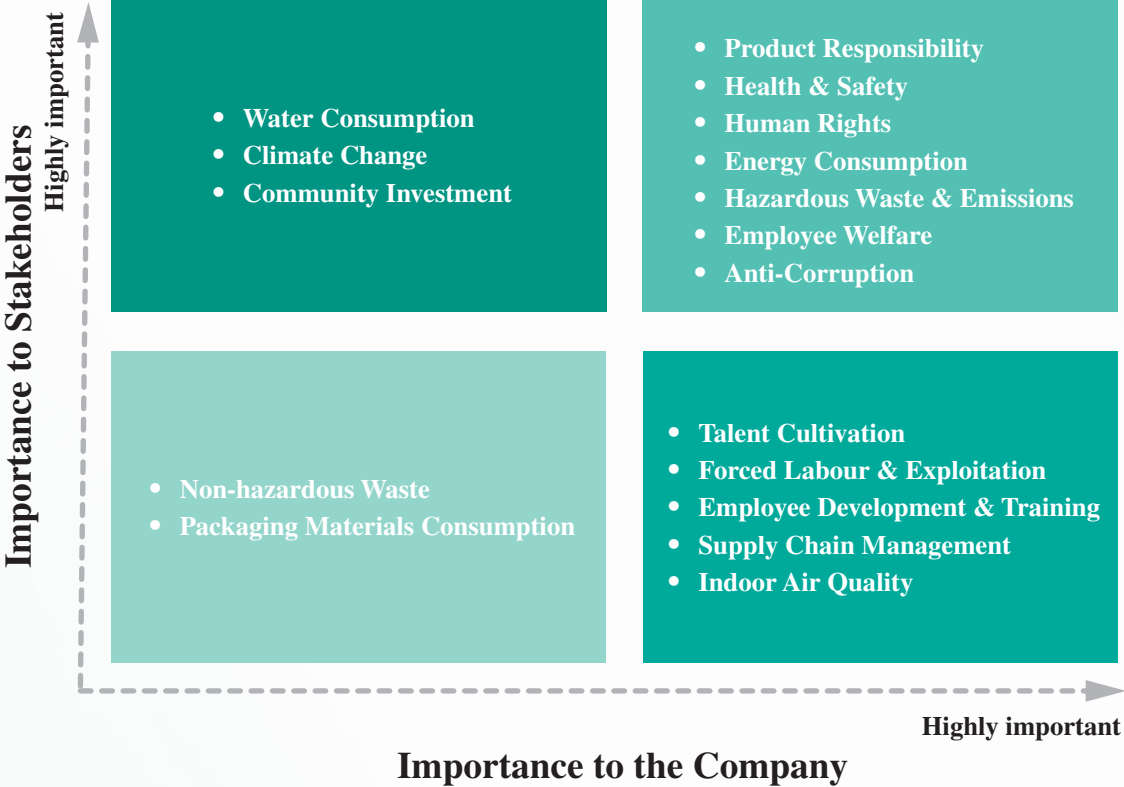 Importance to Stakeholders
Highly important
• Water Consumption
• Climate Change
• Community Investment
• Product Responsibility
• Health & Safety
• Human Rights
• Energy Consumption
• Hazardous Waste & Emissions
• Employee Welfare
• Anti-Corruption
• Non-hazardous Waste
• Packaging Materials Consumption
• Talent Cultivation
• Forced Labour & Exploitation
• Employee Development & Training
• Supply Chain Management
• Indoor Air Quality
Highly important
Importance to the Company